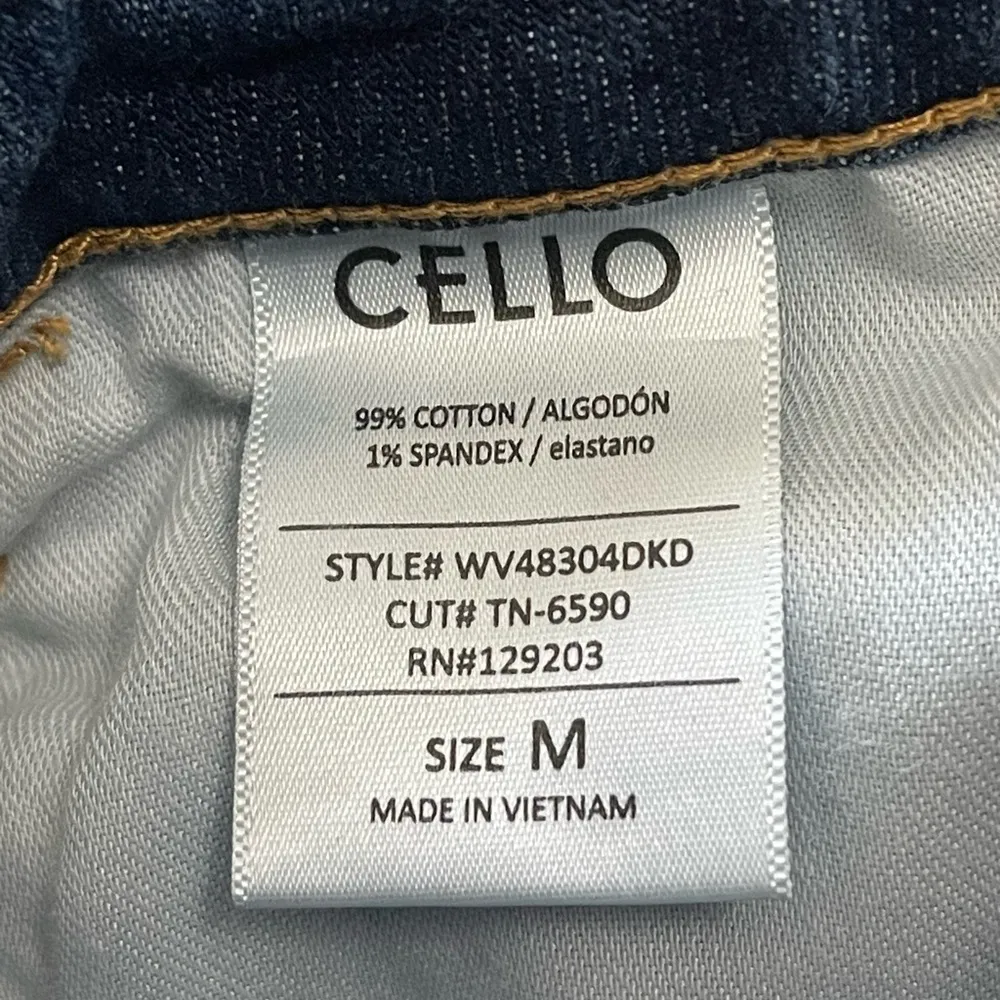 CELLO
99% COTTON / ALGODÓN
1% SPANDEX / elastano
STYLE# WV48304DKD
CUT# TN-6590
RN#129203
SIZE M
MADE IN VIETNAM